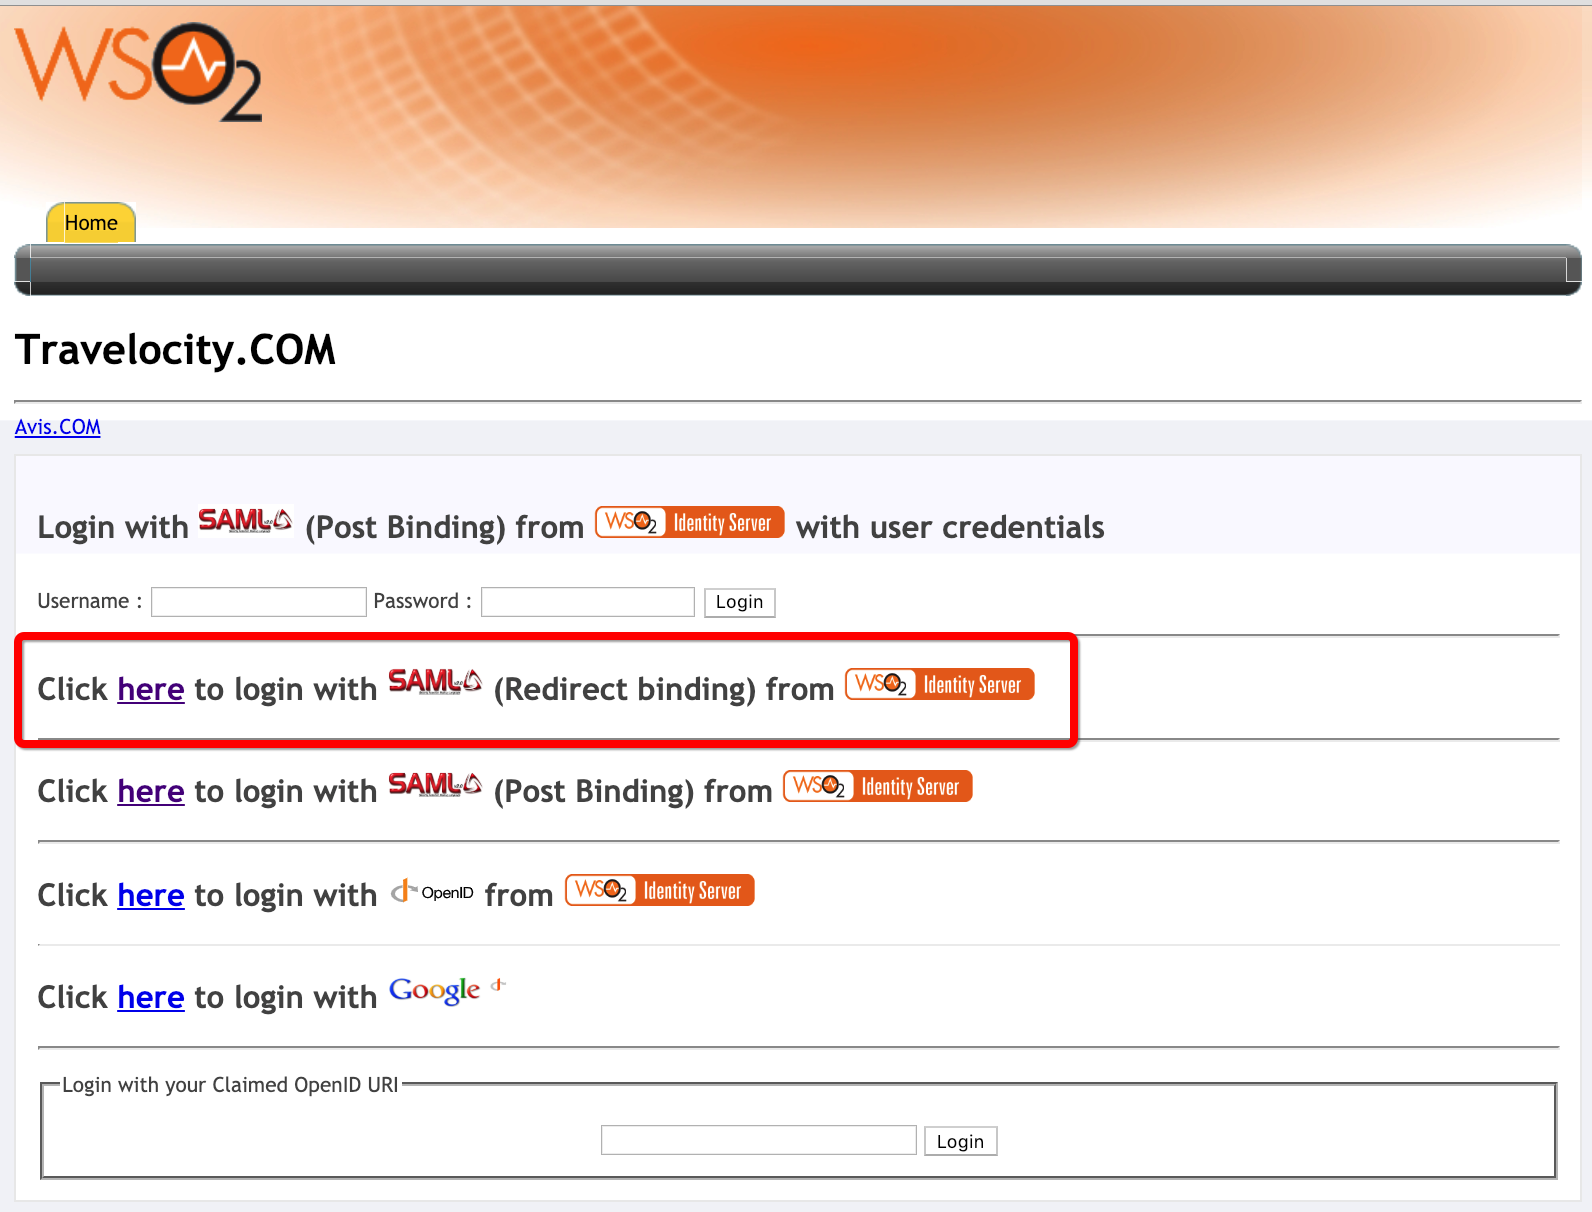 WSO2
Home
Travelocity.COM
Avis.COM
Login with SAML (Post Binding) from WSO2 Identity Server with user credentials
Username : Password : Login
Click here to login with SAML (Redirect binding) from WSO2 Identity Server
Click here to login with SAML (Post Binding) from WSO2 Identity Server
Click here to login with OpenID from WSO2 Identity Server
Click here to login with Google
Login with your Claimed OpenID URI
Login